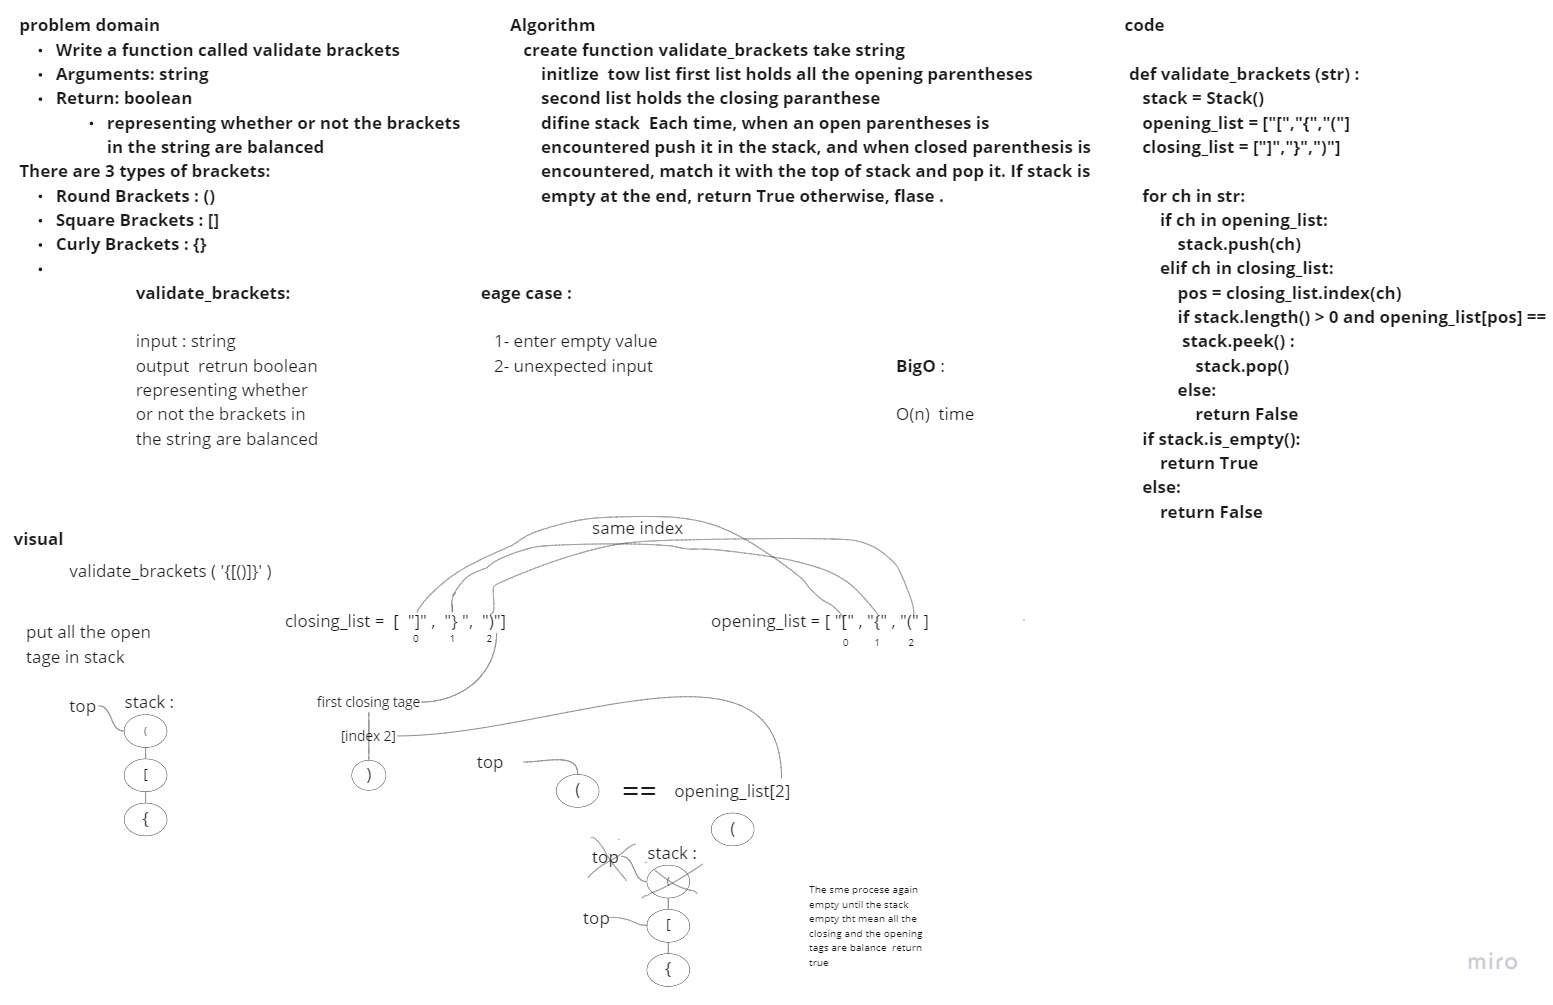 problem domain
• Write a function called validate brackets
• Arguments: string
• Return: boolean
• representing whether or not the brackets
in the string are balanced
There are 3 types of brackets:
• Round Brackets : ()
• Square Brackets : []
• Curly Brackets : {}
•
Algorithm
create function validate_brackets take string
initlize tow list first list holds all the opening parentheses
second list holds the closing paranthese
difine stack Each time, when an open parentheses is
encountered push it in the stack, and when closed parenthesis is
encountered, match it with the top of stack and pop it. If stack is
empty at the end, return True otherwise, flase .
code
def validate_brackets (str) :
stack = Stack()
opening_list = ["[","{","("]
closing_list = ["]","}",")"]
for ch in str:
if ch in opening_list:
stack.push(ch)
elif ch in closing_list:
pos = closing_list.index(ch)
if stack.length() > 0 and opening_list[pos] ==
stack.peek() :
stack.pop()
else:
return False
if stack.is_empty():
return True
else:
return False
validate_brackets:
input : string
output retrun boolean
representing whether
or not the brackets in
the string are balanced
eage case :
1- enter empty value
2- unexpected input
BigO :
O(n) time
visual
validate_brackets ( '{[()]}' )
same index
closing_list = [ "]" , "} ", ")"]
0 1 2
opening_list = [ "[" , "{" , "(" ]
0 1 2
put all the open
tage in stack
top
stack :
(
[
{
first closing tage
[index 2]
)
top
( == opening_list[2]
(
top
stack :
(
top
[
{
The sme procese again
empty until the stack
empty tht mean all the
closing and the opening
tags are balance return
true
miro